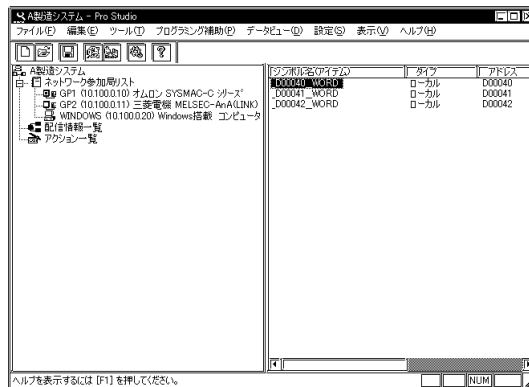 A製造システム - Pro Studio
ファイル(F) 編集(E) ツール(T) プログラミング補助(P) データビュー(D) 設定(S) 表示(V) ヘルプ(H)
A製造システム
ネットワーク参加局リスト
GP1 (10.100.0.10) オムロン SYSMAC-C シリーズ
GP2 (10.100.0.11) 三菱電機 MELSEC-AnA(LINK)
WINDOWS (10.100.0.20) Windows搭載 コンピュータ
配信情報一覧
アクション一覧
シンボル名(アイテム) タイプ アドレス
_D00040_WORD ローカル D00040
_D00041_WORD ローカル D00041
_D00042_WORD ローカル D00042
ヘルプを表示するには [F1] を押してください。 NUM